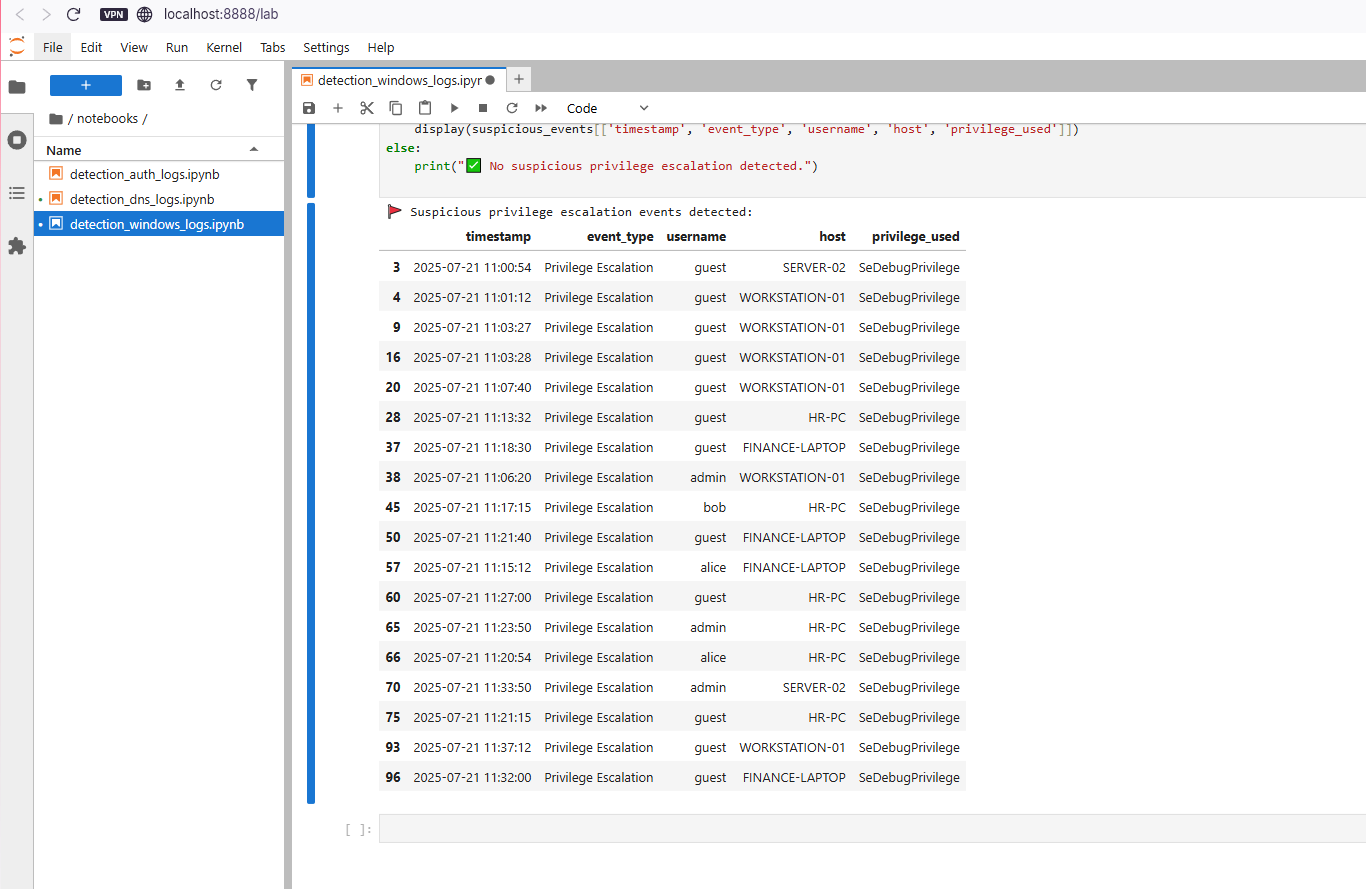 VPN localhost:8888/lab
File Edit View Run Kernel Tabs Settings Help
detection_windows_logs.ipyr
+
Code
/ notebooks /
Name
detection_auth_logs.ipynb
detection_dns_logs.ipynb
detection_windows_logs.ipynb
display(suspicious_events[['timestamp', 'event_type', 'username', 'host', 'privilege_used']])
else:
print("✅ No suspicious privilege escalation detected.")
🚩 Suspicious privilege escalation events detected:
timestamp event_type username host privilege_used
3 2025-07-21 11:00:54 Privilege Escalation guest SERVER-02 SeDebugPrivilege
4 2025-07-21 11:01:12 Privilege Escalation guest WORKSTATION-01 SeDebugPrivilege
9 2025-07-21 11:03:27 Privilege Escalation guest WORKSTATION-01 SeDebugPrivilege
16 2025-07-21 11:03:28 Privilege Escalation guest WORKSTATION-01 SeDebugPrivilege
20 2025-07-21 11:07:40 Privilege Escalation guest WORKSTATION-01 SeDebugPrivilege
28 2025-07-21 11:13:32 Privilege Escalation guest HR-PC SeDebugPrivilege
37 2025-07-21 11:18:30 Privilege Escalation guest FINANCE-LAPTOP SeDebugPrivilege
38 2025-07-21 11:06:20 Privilege Escalation admin WORKSTATION-01 SeDebugPrivilege
45 2025-07-21 11:17:15 Privilege Escalation bob HR-PC SeDebugPrivilege
50 2025-07-21 11:21:40 Privilege Escalation guest FINANCE-LAPTOP SeDebugPrivilege
57 2025-07-21 11:15:12 Privilege Escalation alice FINANCE-LAPTOP SeDebugPrivilege
60 2025-07-21 11:27:00 Privilege Escalation guest HR-PC SeDebugPrivilege
65 2025-07-21 11:23:50 Privilege Escalation admin HR-PC SeDebugPrivilege
66 2025-07-21 11:20:54 Privilege Escalation alice HR-PC SeDebugPrivilege
70 2025-07-21 11:33:50 Privilege Escalation admin SERVER-02 SeDebugPrivilege
75 2025-07-21 11:21:15 Privilege Escalation guest HR-PC SeDebugPrivilege
93 2025-07-21 11:37:12 Privilege Escalation guest WORKSTATION-01 SeDebugPrivilege
96 2025-07-21 11:32:00 Privilege Escalation guest FINANCE-LAPTOP SeDebugPrivilege
[ ]: